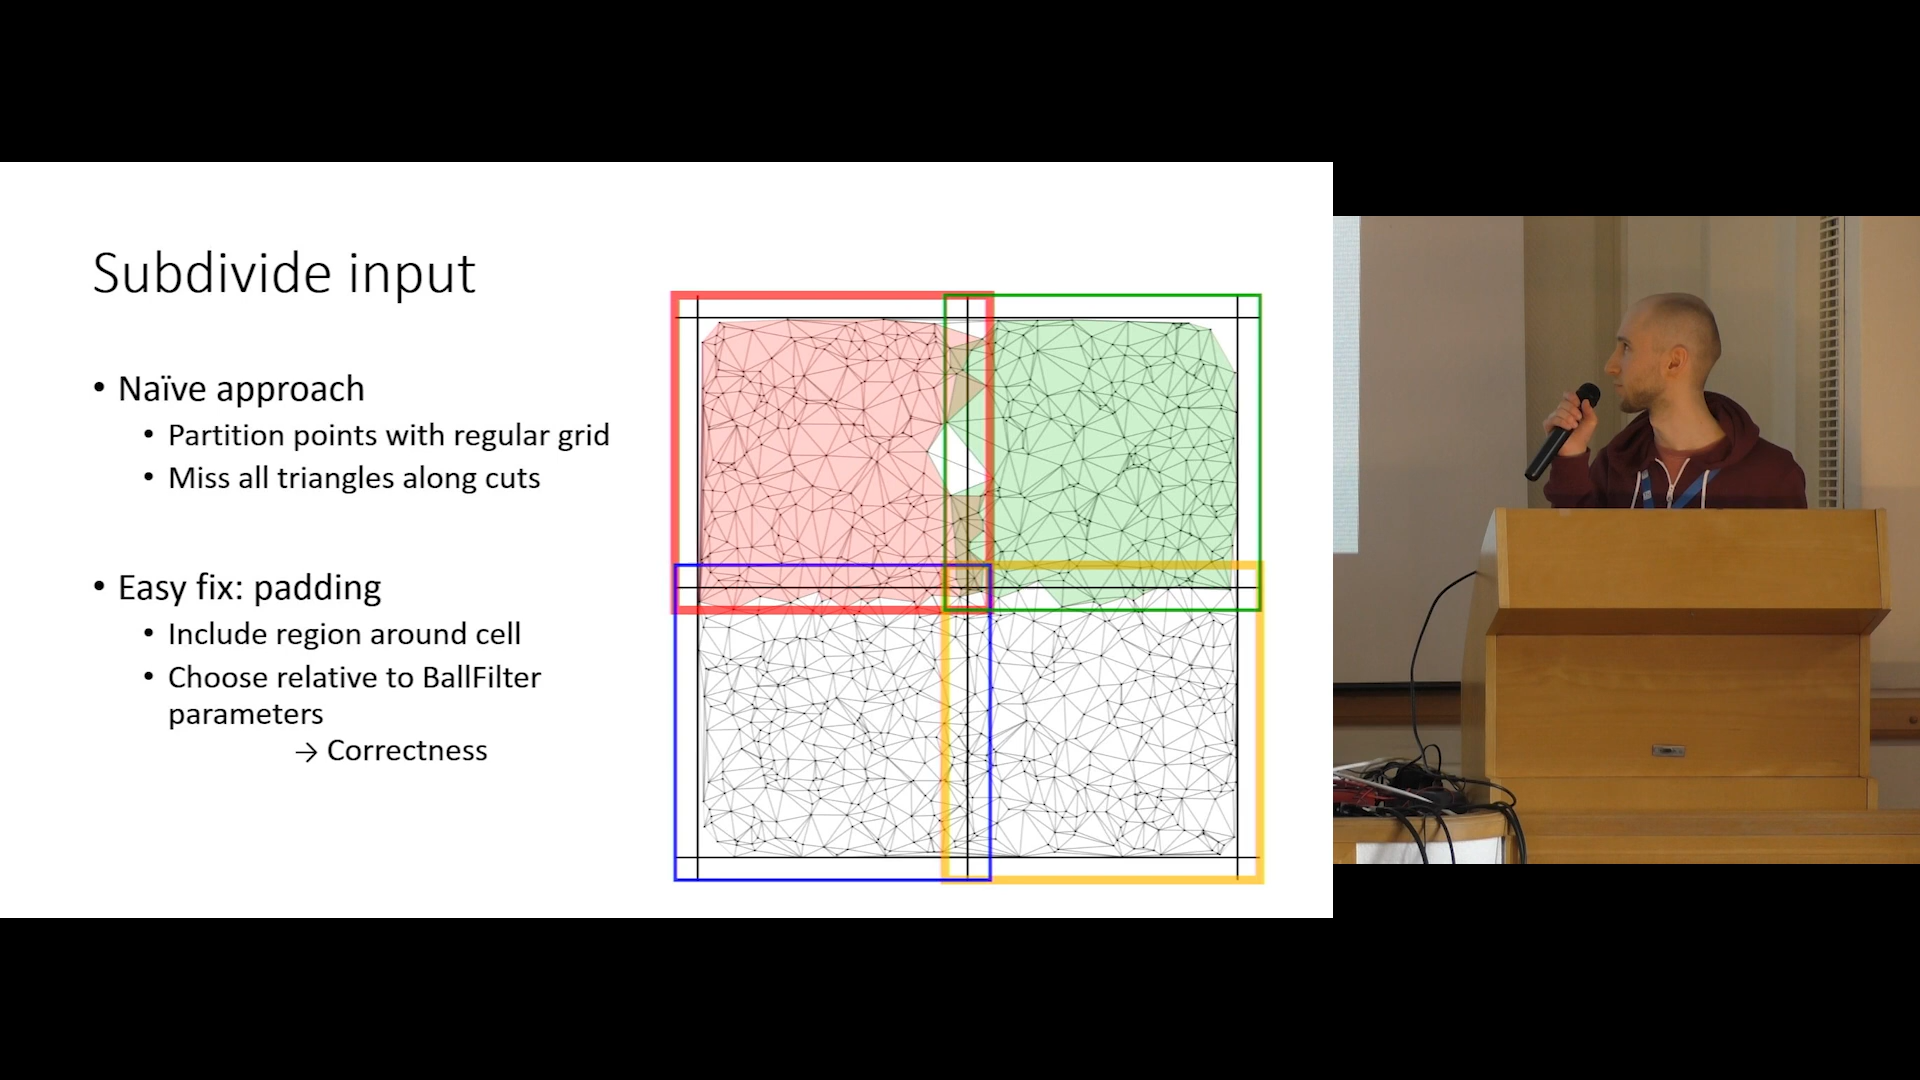 Subdivide input
• Naïve approach
• Partition points with regular grid
• Miss all triangles along cuts
• Easy fix: padding
• Include region around cell
• Choose relative to BallFilter
parameters
→ Correctness